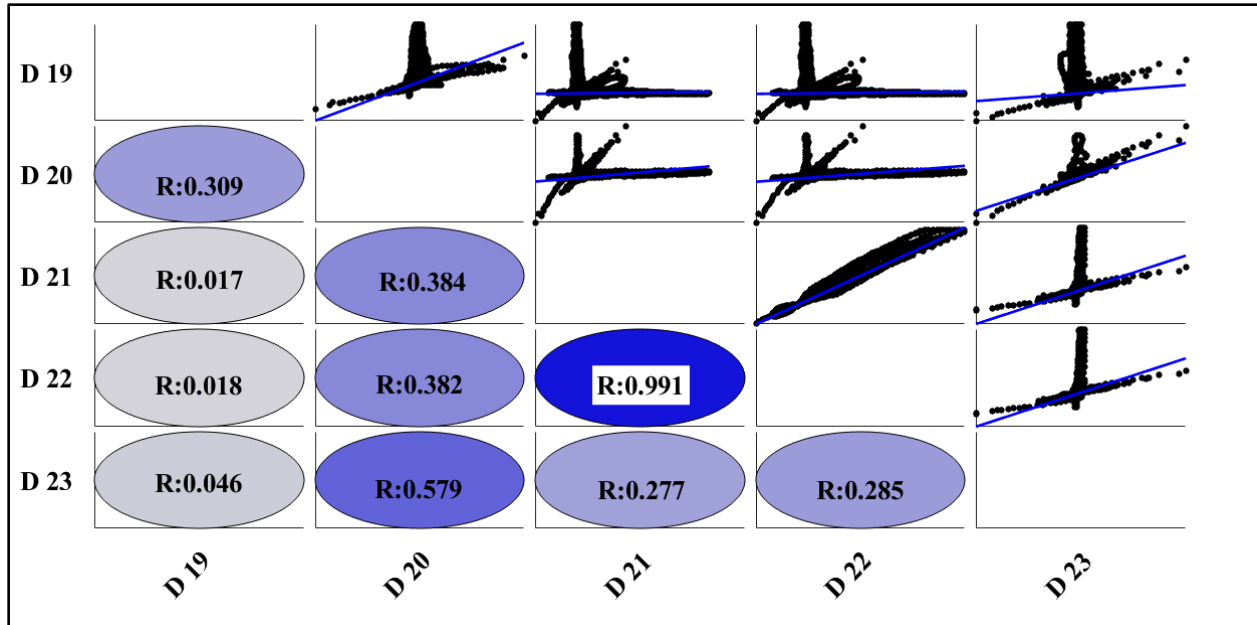 D 19
D 20
R:0.309
D 21
R:0.017
R:0.384
D 22
R:0.018
R:0.382
R:0.991
D 23
R:0.046
R:0.579
R:0.277
R:0.285
D 19
D 20
D 21
D 22
D 23